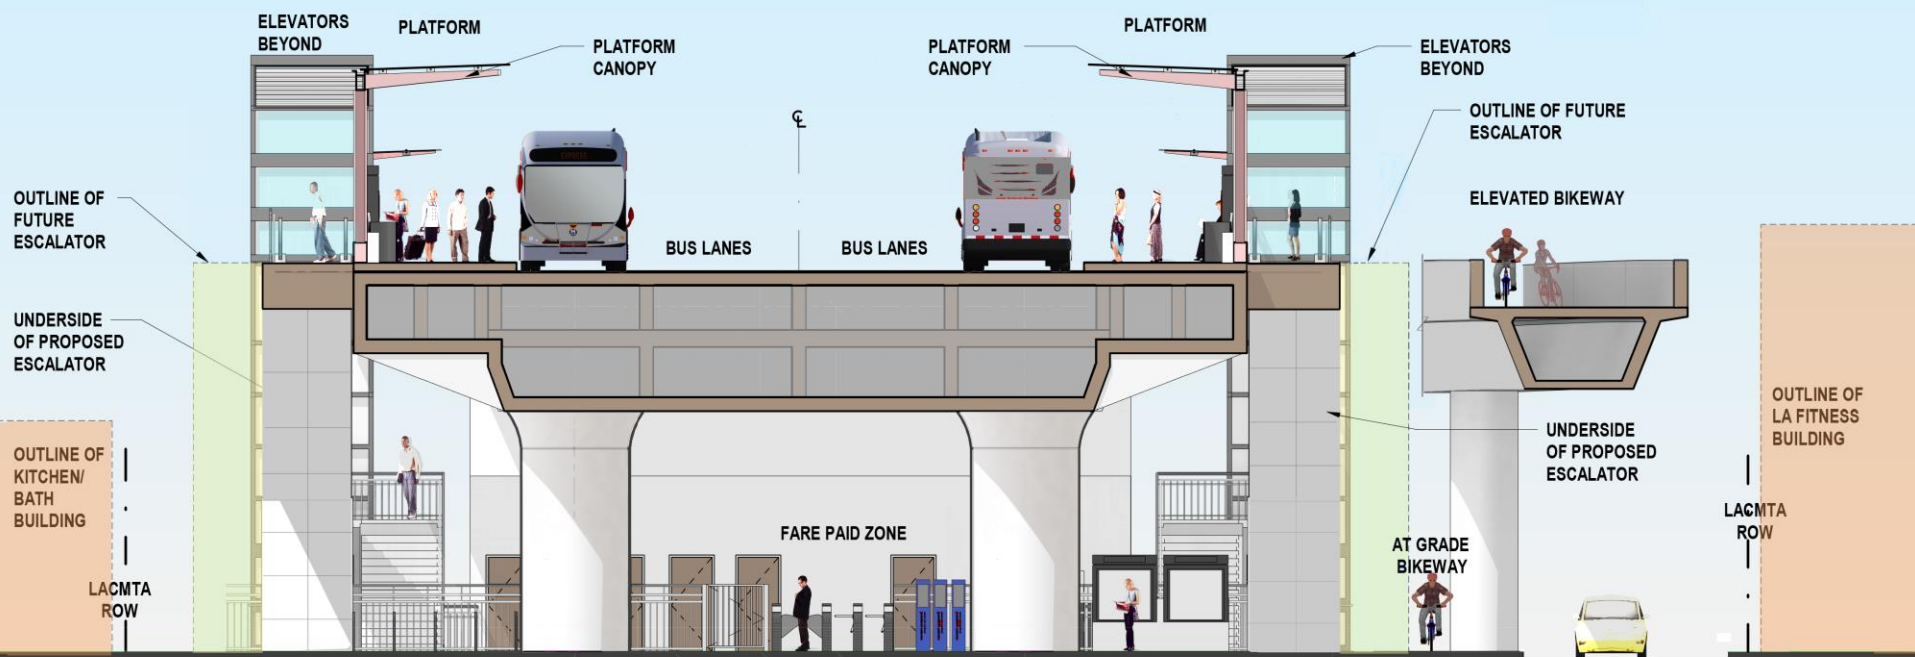 ELEVATORS
BEYOND
PLATFORM
PLATFORM
CANOPY
PLATFORM
CANOPY
PLATFORM
ELEVATORS
BEYOND
OUTLINE OF FUTURE
ESCALATOR
℄
OUTLINE OF
FUTURE
ESCALATOR
ELEVATED BIKEWAY
BUS LANES
BUS LANES
UNDERSIDE
OF PROPOSED
ESCALATOR
OUTLINE OF
LA FITNESS
BUILDING
UNDERSIDE
OF PROPOSED
ESCALATOR
OUTLINE OF
KITCHEN/
BATH
BUILDING
FARE PAID ZONE
AT GRADE
BIKEWAY
LACMTA
ROW
LACMTA
ROW